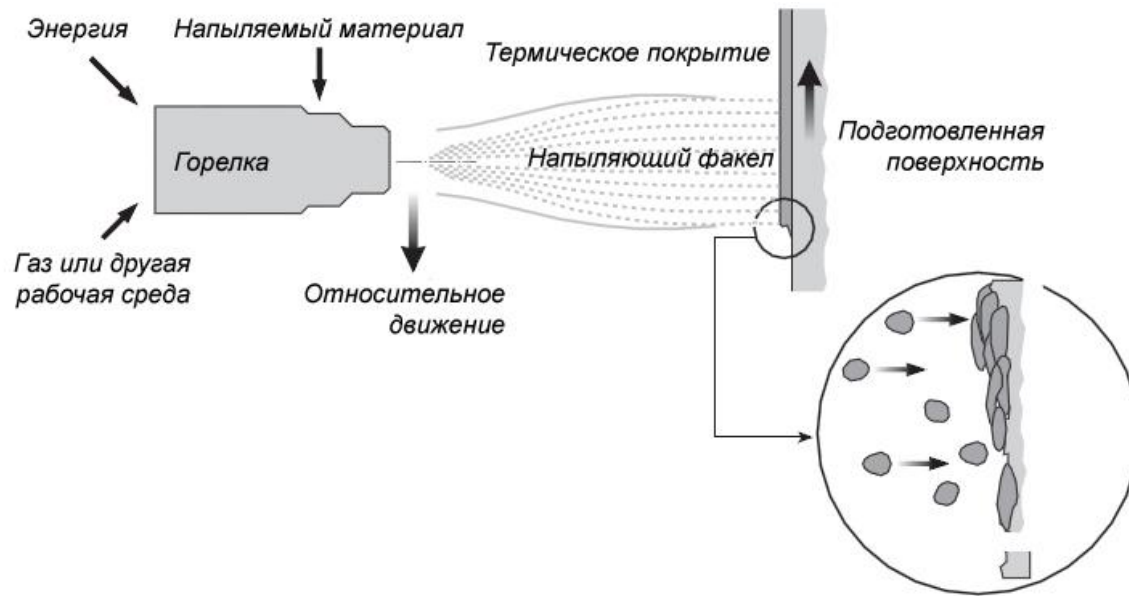 Энергия
Напыляемый материал
Термическое покрытие
Горелка
Напыляющий факел
Подготовленная
поверхность
Газ или другая
рабочая среда
Относительное
движение